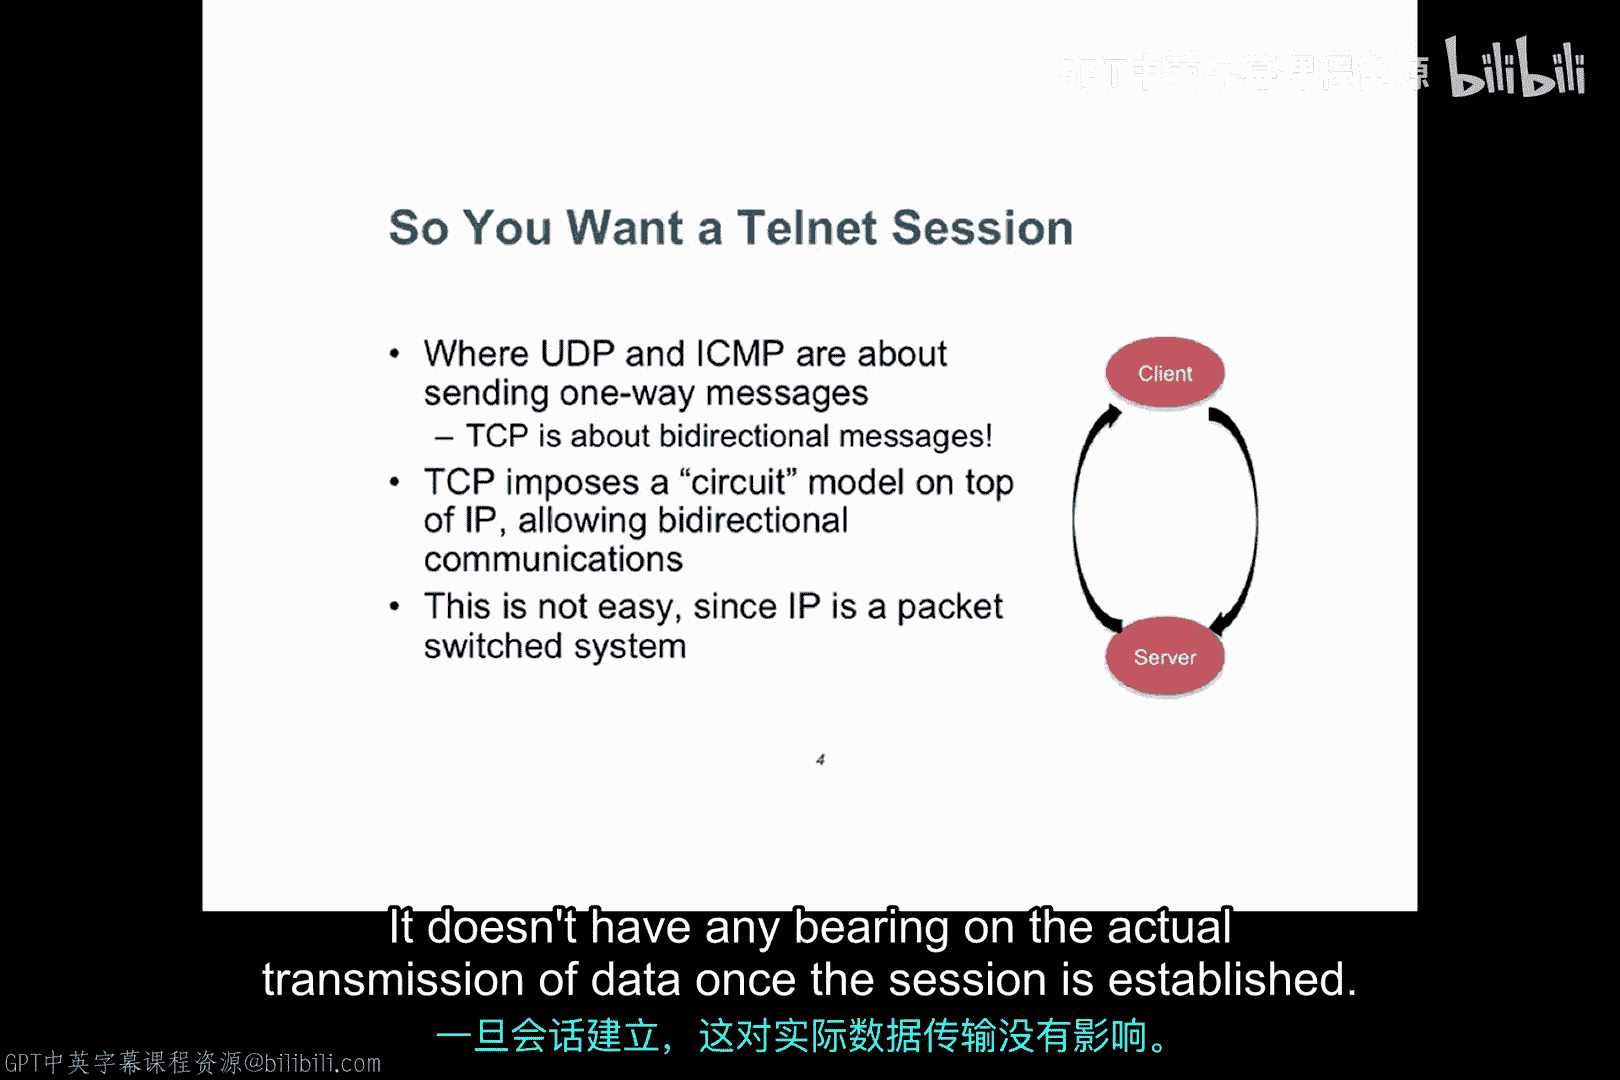 bilibili
So You Want a Telnet Session
• Where UDP and ICMP are about
sending one-way messages
– TCP is about bidirectional messages!
• TCP imposes a “circuit” model on top
of IP, allowing bidirectional
communications
• This is not easy, since IP is a packet
switched system
Client
Server
4
It doesn't have any bearing on the actual
transmission of data once the session is established.
一旦会话建立，这对实际数据传输没有影响。
GPT中英字幕课程资源@bilibili.com